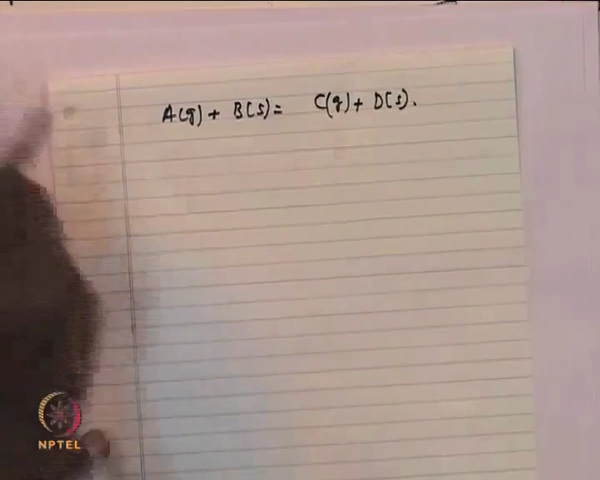 A(g) + B(s) = C(g) + D(s).
NPTEL